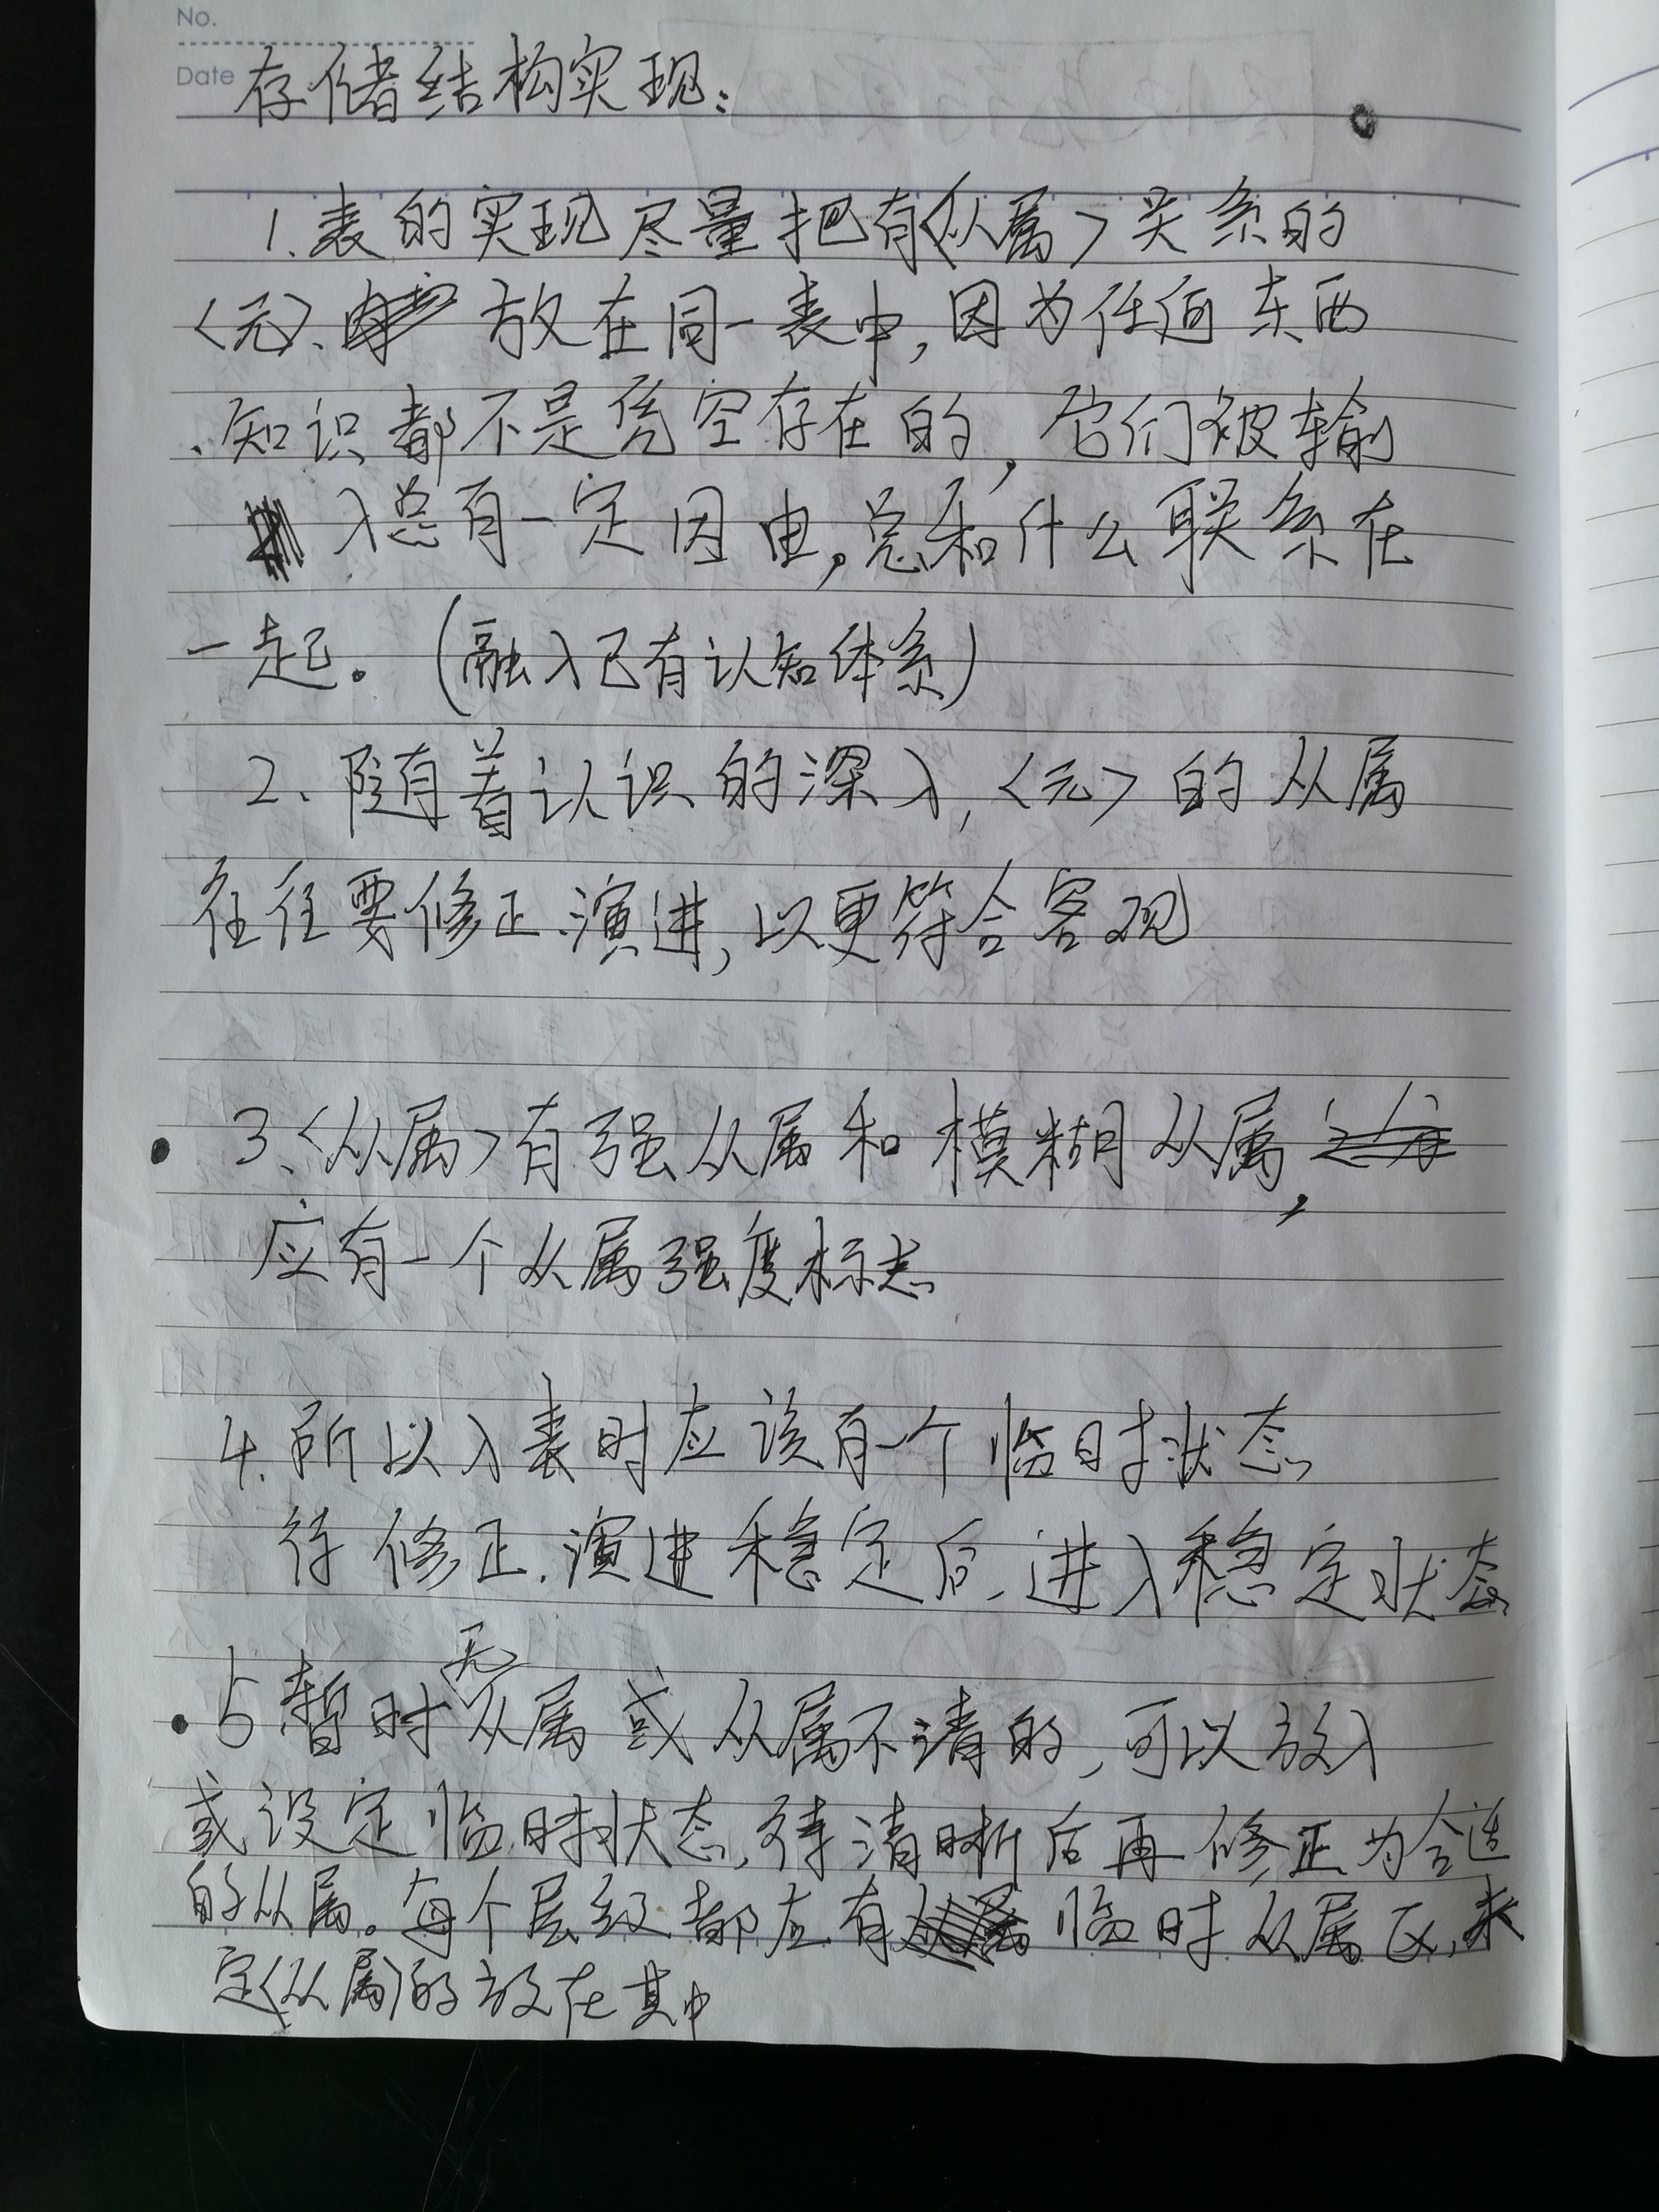 No.
Date
存储结构实现:
1.表的实现尽量把有<从属>关系的
<元>、放在同一表中,因为任何东西
、知识都不是凭空存在的,它们被输
入总有一定因由,总和什么联系在
一起。(融入已有认知体系)
2、随着认识的深入,<元>的从属
往往要修正、演进,以更符合客观
3、<从属>有强从属和模糊从属,
应有一个从属强度标志
4.所以入表时应该有一个临时状态
待修正、演进稳定后、进入稳定状态
5暂时无从属或从属不清的,可以放入
或设定临时状态,待清晰后再修正为合适
的从属。每个层级都应有临时从属区,未
定<从属>的放在其中